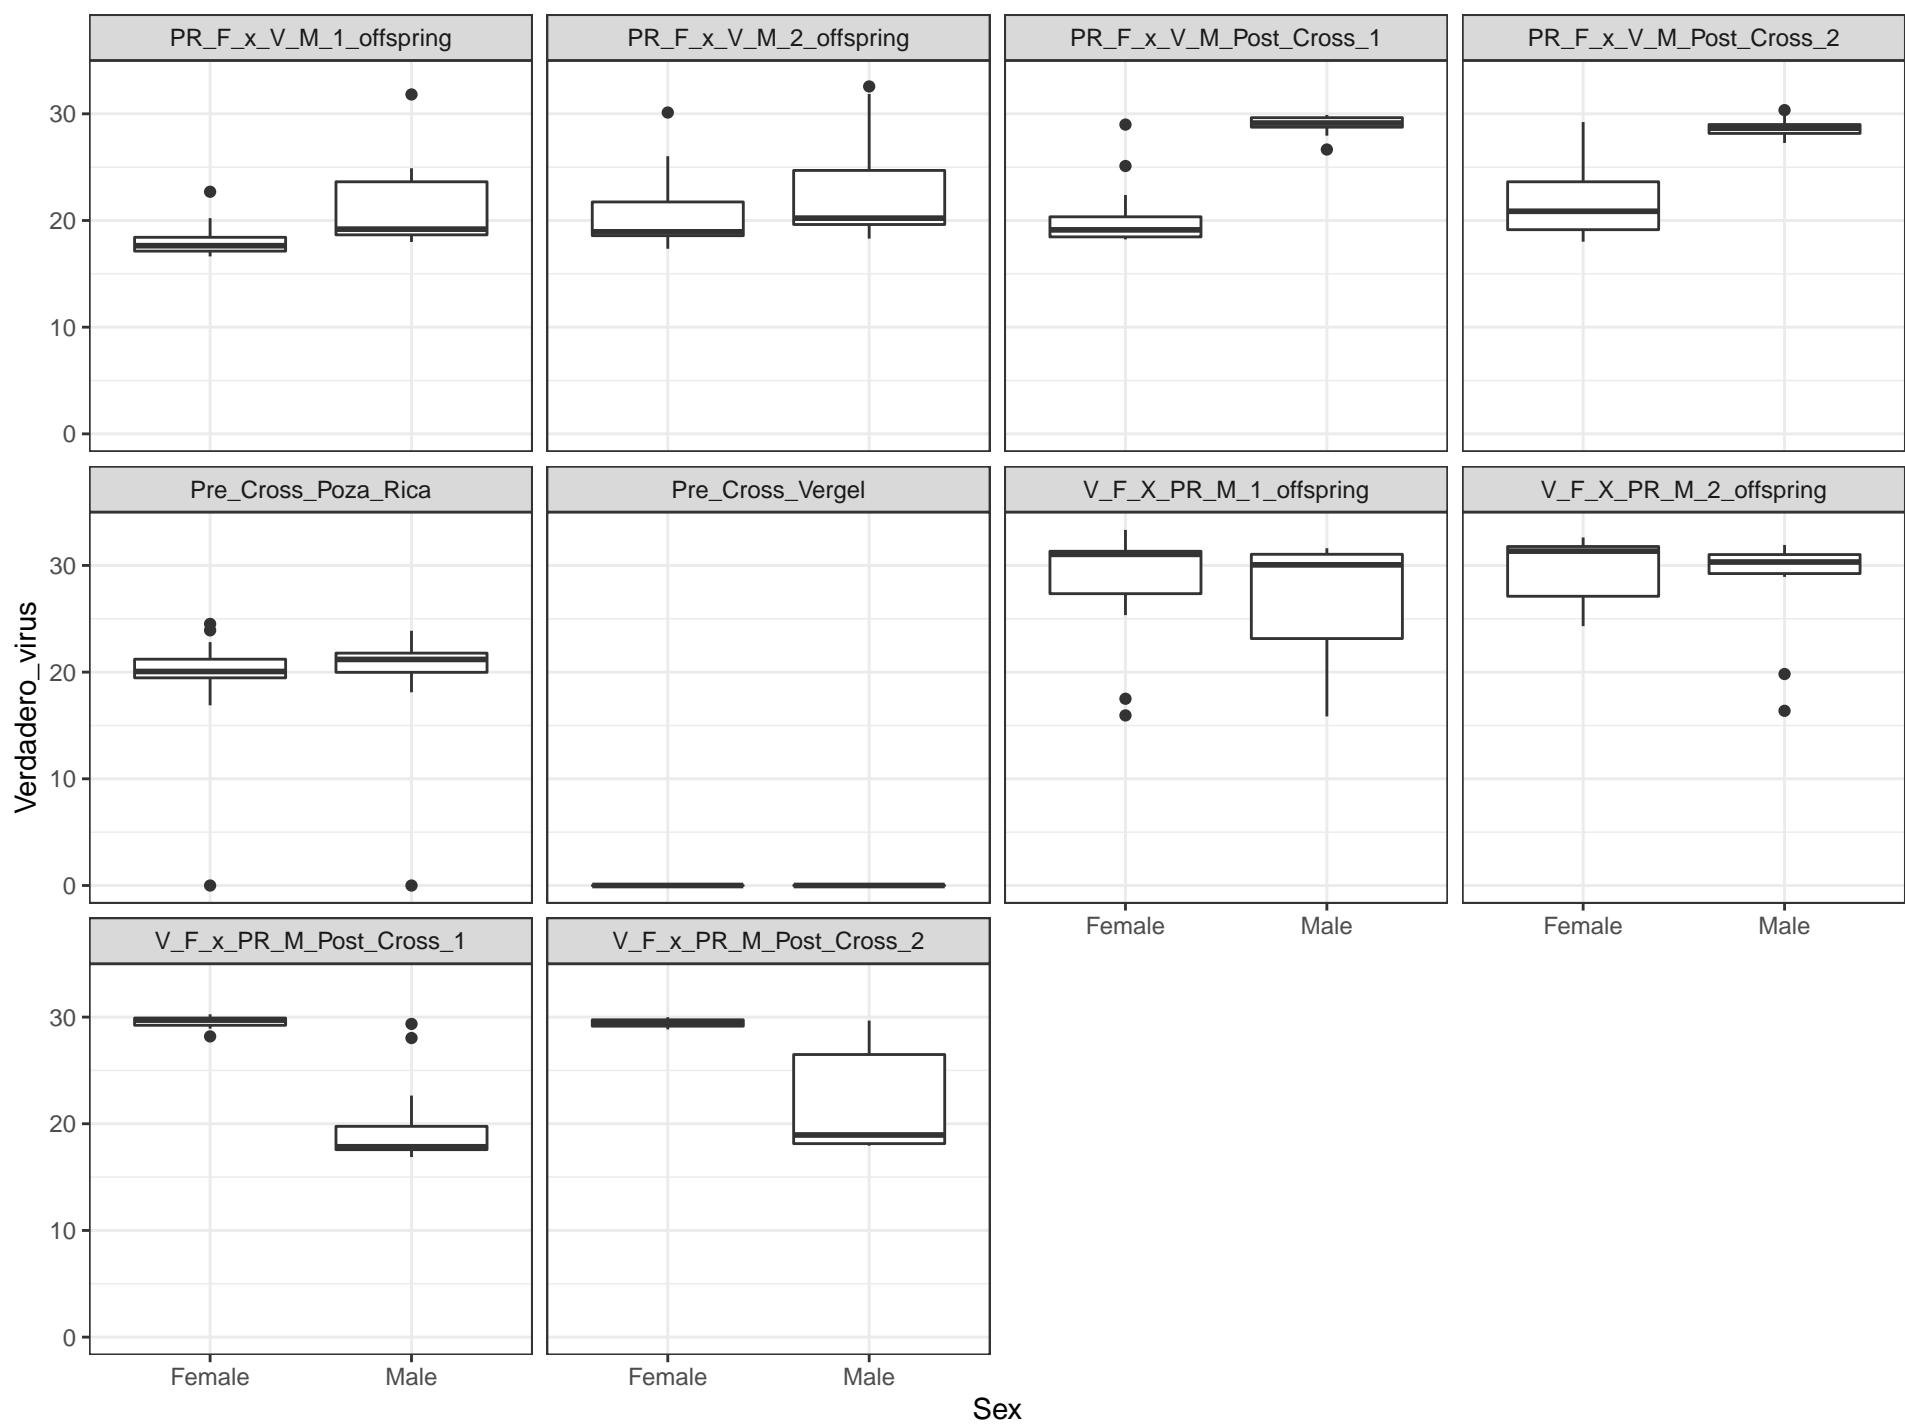 PR_F_x_V_M_1_offspring
PR_F_x_V_M_2_offspring
PR_F_x_V_M_Post_Cross_1
PR_F_x_V_M_Post_Cross_2
30
20
10
0
Pre_Cross_Poza_Rica
Pre_Cross_Vergel
V_F_X_PR_M_1_offspring
V_F_X_PR_M_2_offspring
30
20
10
0
Verdadero_virus
Female
Male
Female
Male
V_F_x_PR_M_Post_Cross_1
V_F_x_PR_M_Post_Cross_2
30
20
10
0
Female
Male
Female
Male
Sex